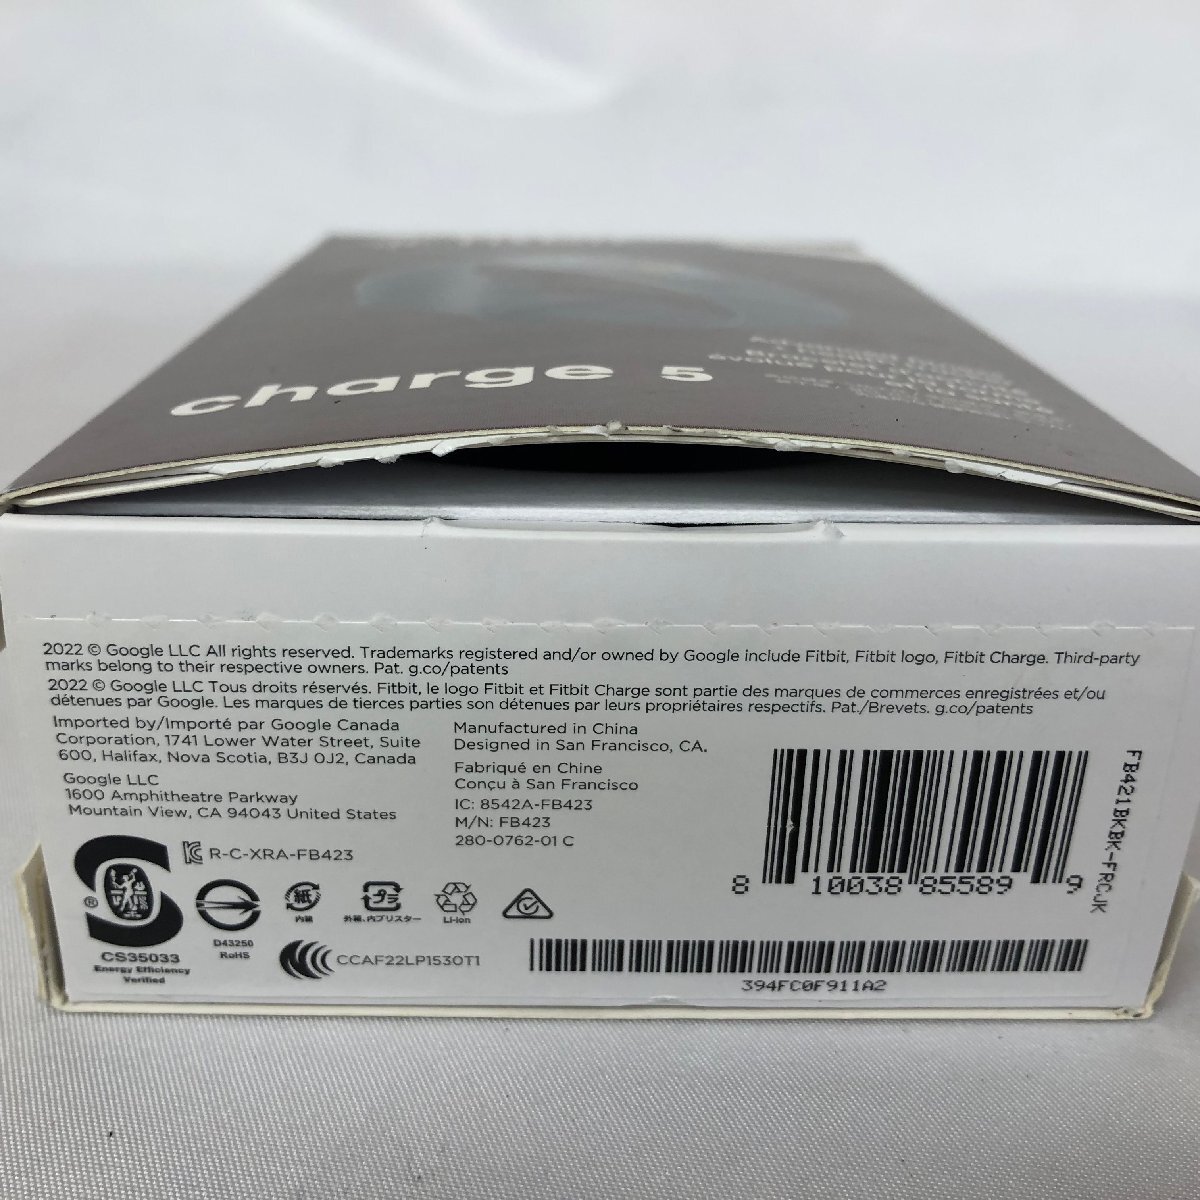 charge 5
2022 © Google LLC All rights reserved. Trademarks registered and/or owned by Google include Fitbit, Fitbit logo, Fitbit Charge. Third-party
marks belong to their respective owners. Pat. g.co/patents
2022 © Google LLC Tous droits réservés. Fitbit, le logo Fitbit et Fitbit Charge sont partie des marques de commerces enregistrées et/ou
détenues par Google. Les marques de tierces parties son détenues par leurs propriétaires respectifs. Pat./Brevets. g.co/patents
Imported by/Importé par Google Canada
Corporation, 1741 Lower Water Street, Suite
600, Halifax, Nova Scotia, B3J 0J2, Canada
Google LLC
1600 Amphitheatre Parkway
Mountain View, CA 94043 United States
Manufactured in China
Designed in San Francisco, CA.
Fabriqué en Chine
Conçu à San Francisco
IC: 8542A-FB423
M/N: FB423
280-0762-01 C
R-C-XRA-FB423
®
CS35033
Energy Efficiency
Verified
D43250
RoHS
紙
内箱
プラ
外箱、内ブリスター
Li-ion
CCAF22LP1530T1
8 10038 85589 9
FB421BKBK-FRCJK
394FC0F911A2